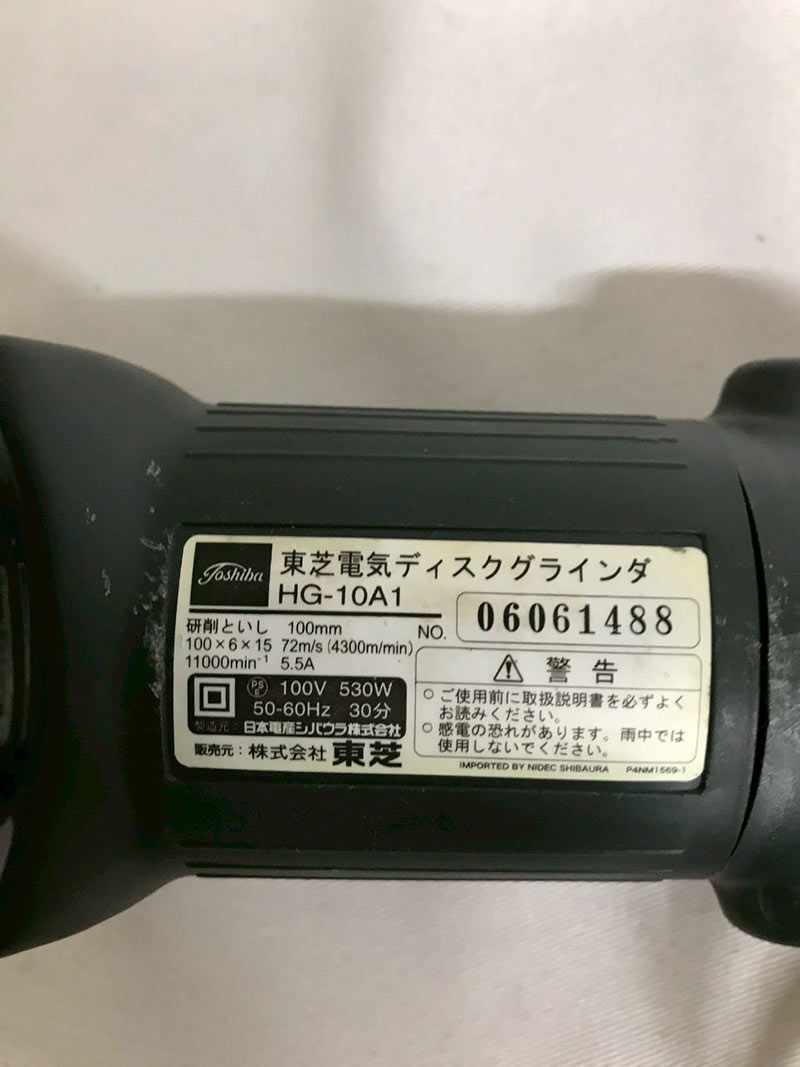 Toshiba
東芝電気ディスクグラインダ
HG-10A1
研削といし 100mm
100×6×15 72m/s (4300m/min)
11000min⁻¹ 5.5A
NO. 06061488
PS
E
100V 530W
50-60Hz 30分
製造元:日本電産シバウラ株式会社
販売元:株式会社 東芝
警告
○ご使用前に取扱説明書を必ずよく
お読みください。
○感電の恐れがあります。雨中では
使用しないでください。
IMPORTED BY NIDEC SHIBAURA P4NM1569-1